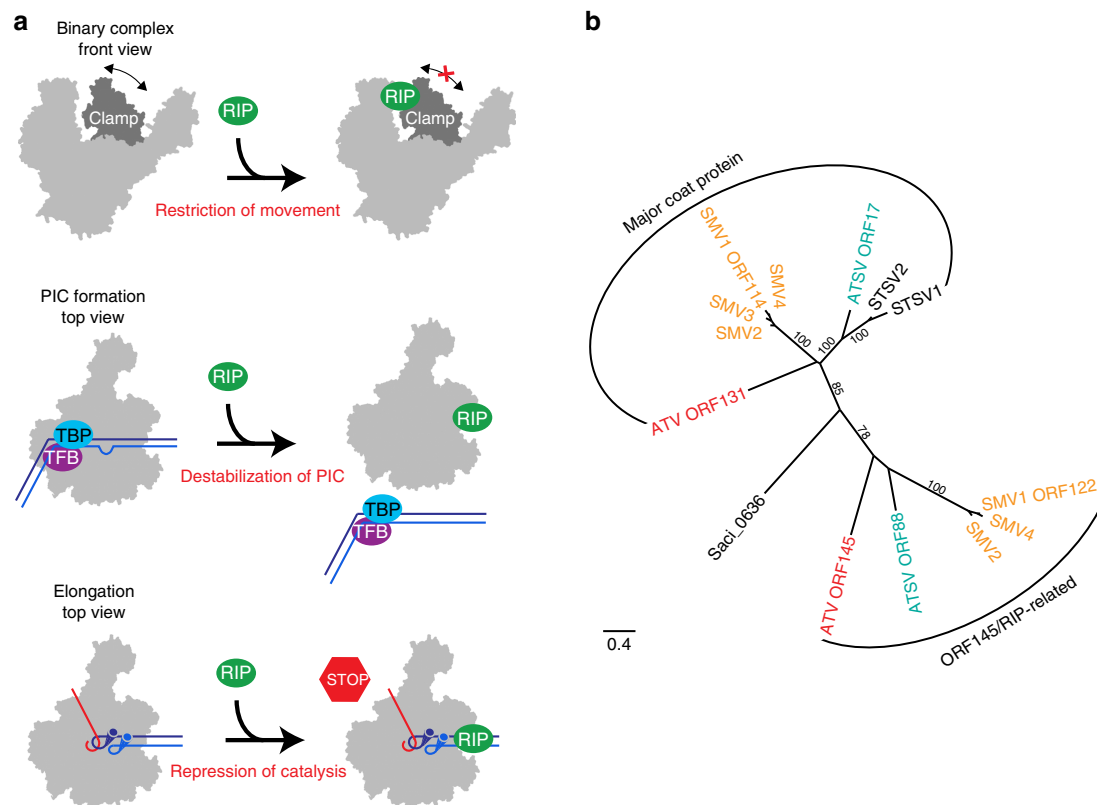 a
Binary complex
front view
Clamp
RIP
Restriction of movement
RIP
Clamp
PIC formation
top view
TBP
TFB
RIP
Destabilization of PIC
RIP
TBP
TFB
Elongation
top view
RIP
Repression of catalysis
STOP
RIP
b
Major coat protein
SMV1 ORF114
SMV4
SMV3
SMV2
ATSV ORF17
STSV2
STSV1
100
100
100
ATV ORF131
85
78
Saci_0636
100
SMV1 ORF122
SMV4
SMV2
ATV ORF145
ATSV ORF88
ORF145/RIP-related
0.4